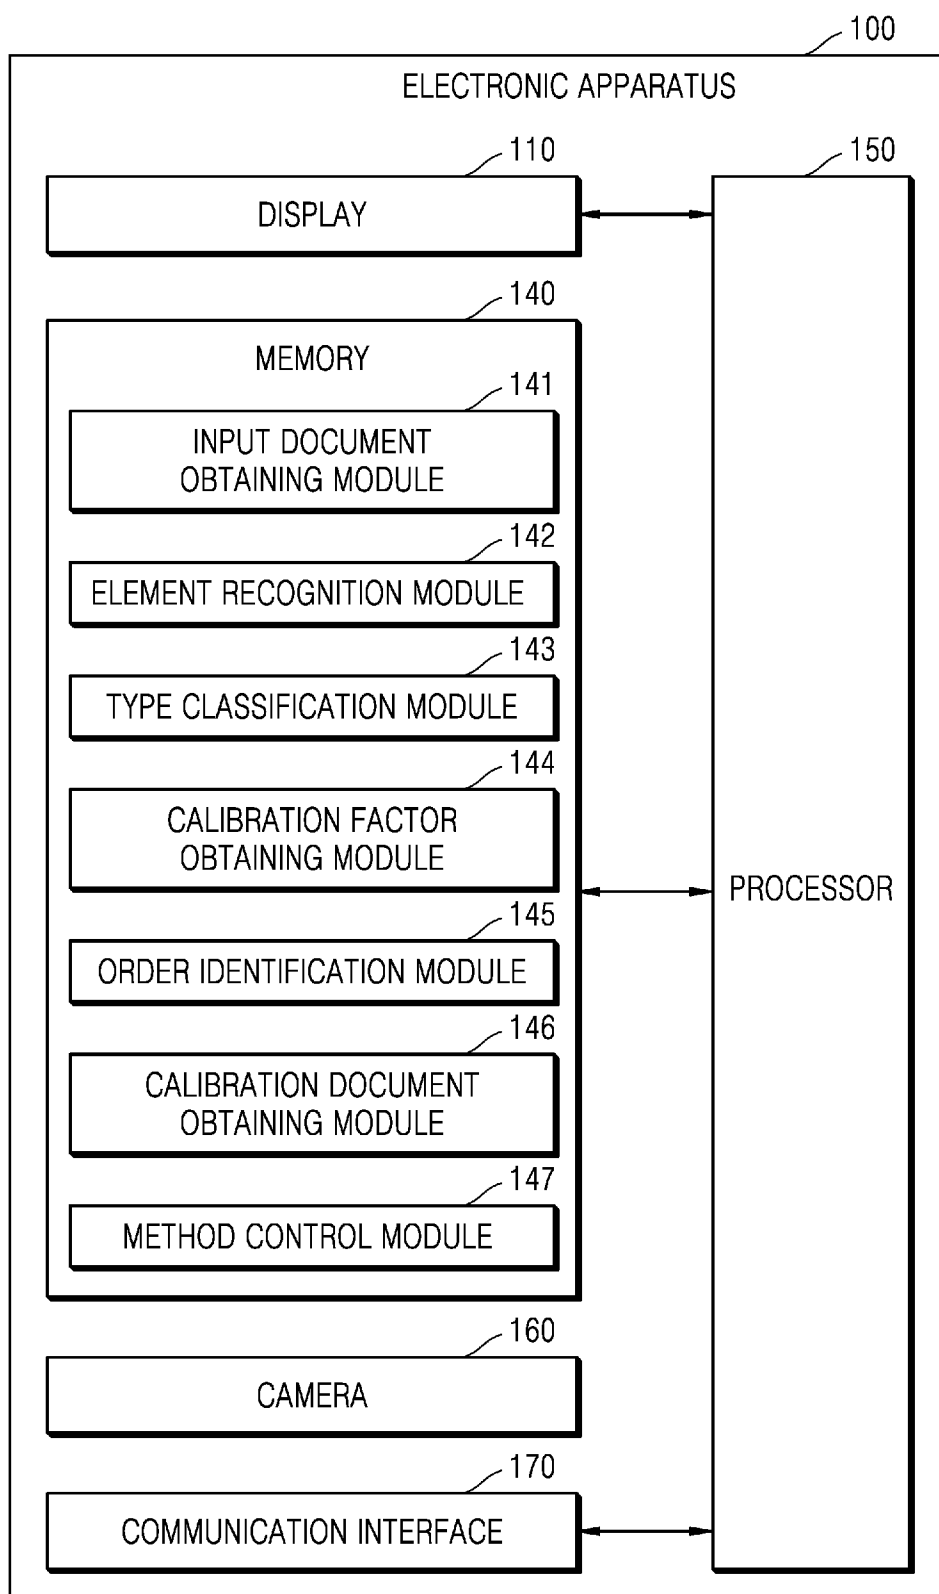 100
ELECTRONIC APPARATUS
110
150
DISPLAY
140
MEMORY
141
INPUT DOCUMENT
OBTAINING MODULE
142
ELEMENT RECOGNITION MODULE
143
TYPE CLASSIFICATION MODULE
144
CALIBRATION FACTOR
OBTAINING MODULE
PROCESSOR
145
ORDER IDENTIFICATION MODULE
146
CALIBRATION DOCUMENT
OBTAINING MODULE
147
METHOD CONTROL MODULE
160
CAMERA
170
COMMUNICATION INTERFACE